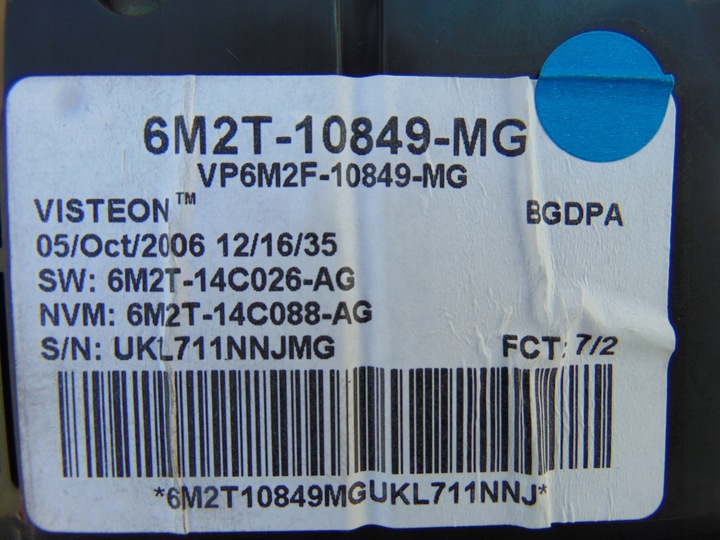 6M2T-10849-MG
VP6M2F-10849-MG
VISTEON™ BGDPA
05/Oct/2006 12/16/35
SW: 6M2T-14C026-AG
NVM: 6M2T-14C088-AG
S/N: UKL711NNJMG FCT: 7/2
*6M2T10849MGUKL711NNJ*